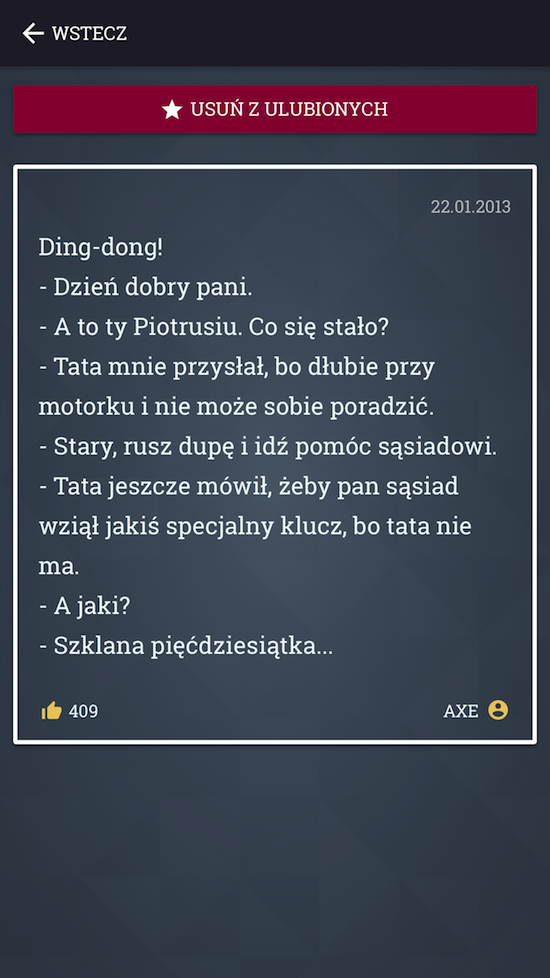 WSTECZ
USUŃ Z ULUBIONYCH
22.01.2013
Ding-dong!
- Dzień dobry pani.
- A to ty Piotrusiu. Co się stało?
- Tata mnie przysłał, bo dłubie przy
motorku i nie może sobie poradzić.
- Stary, rusz dupę i idź pomóc sąsiadowi.
- Tata jeszcze mówił, żeby pan sąsiad
wziął jakiś specjalny klucz, bo tata nie
ma.
- A jaki?
- Szklana pięćdziesiątka...
409 AXE